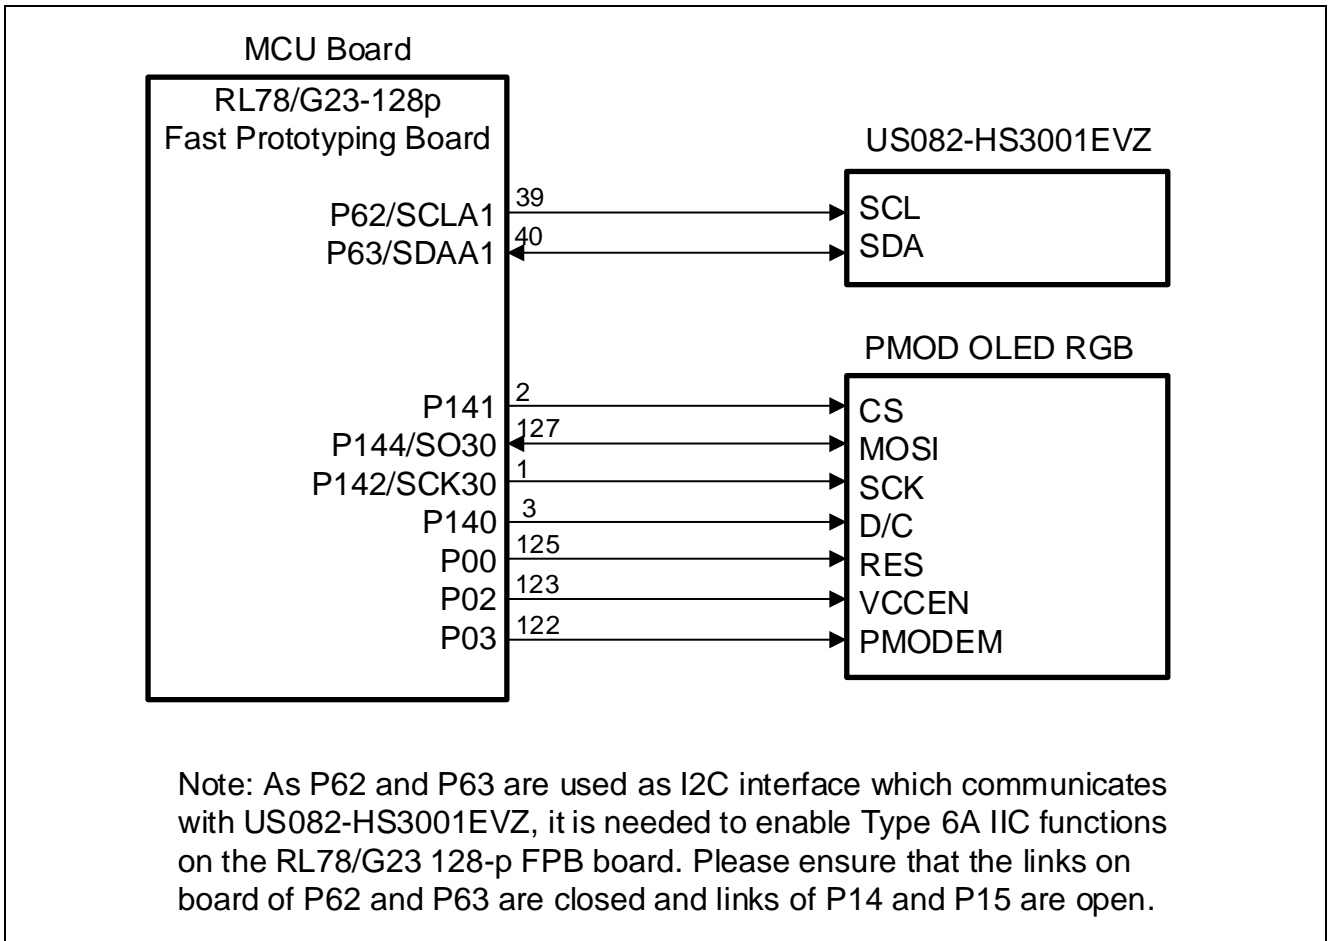 MCU Board
RL78/G23-128p
Fast Prototyping Board
US082-HS3001EVZ
P62/SCLA1 39 SCL
P63/SDAA1 40 SDA
PMOD OLED RGB
P141 2 CS
P144/SO30 127 MOSI
P142/SCK30 1 SCK
P140 3 D/C
P00 125 RES
P02 123 VCCEN
P03 122 PMODEM
Note: As P62 and P63 are used as I2C interface which communicates
with US082-HS3001EVZ, it is needed to enable Type 6A IIC functions
on the RL78/G23 128-p FPB board. Please ensure that the links on
board of P62 and P63 are closed and links of P14 and P15 are open.